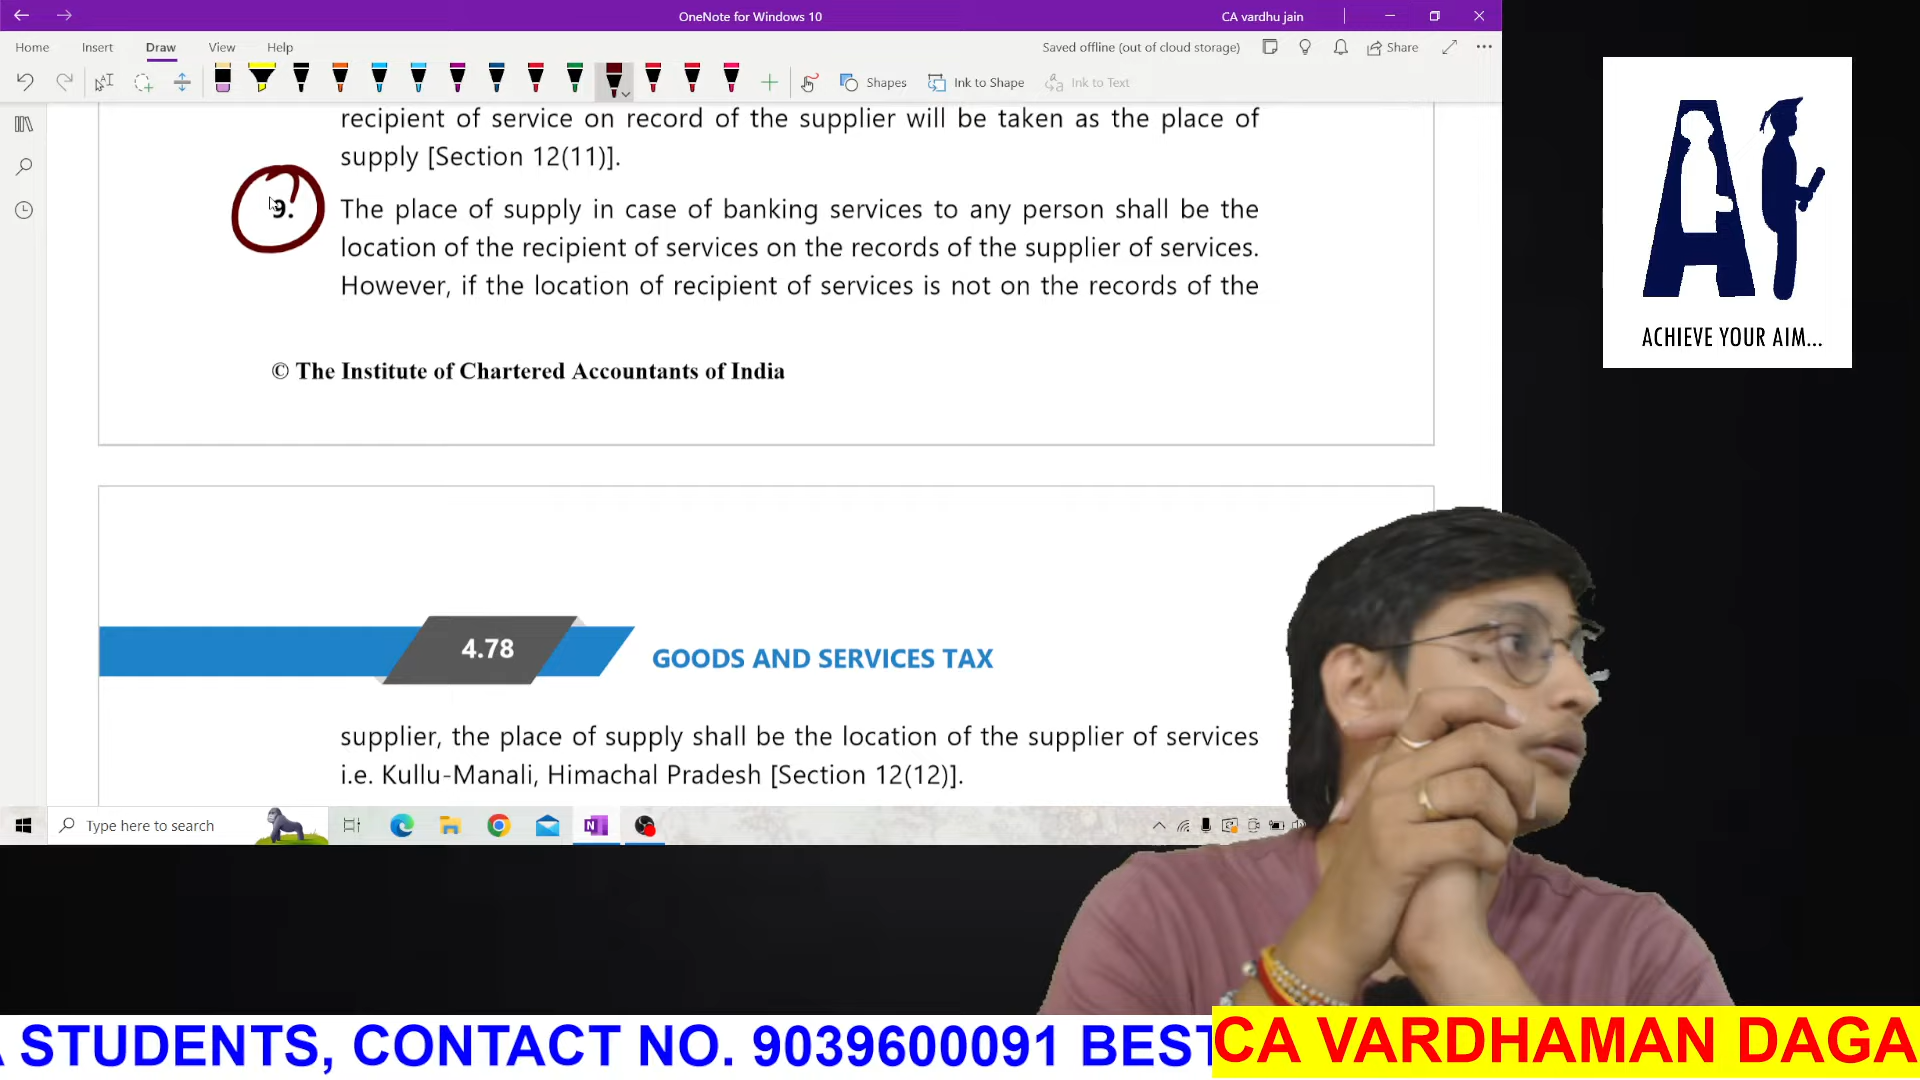 OneNote for Windows 10
CA vardhu jain
Home Insert Draw View Help
Saved offline (out of cloud storage)
Share
Shapes
Ink to Shape
Ink to Text
recipient of service on record of the supplier will be taken as the place of
supply [Section 12(11)].
9. The place of supply in case of banking services to any person shall be the
location of the recipient of services on the records of the supplier of services.
However, if the location of recipient of services is not on the records of the
© The Institute of Chartered Accountants of India
4.78
GOODS AND SERVICES TAX
supplier, the place of supply shall be the location of the supplier of services
i.e. Kullu-Manali, Himachal Pradesh [Section 12(12)].
Type here to search
ACHIEVE YOUR AIM...
STUDENTS, CONTACT NO. 9039600091 BEST
CA VARDHAMAN DAGA